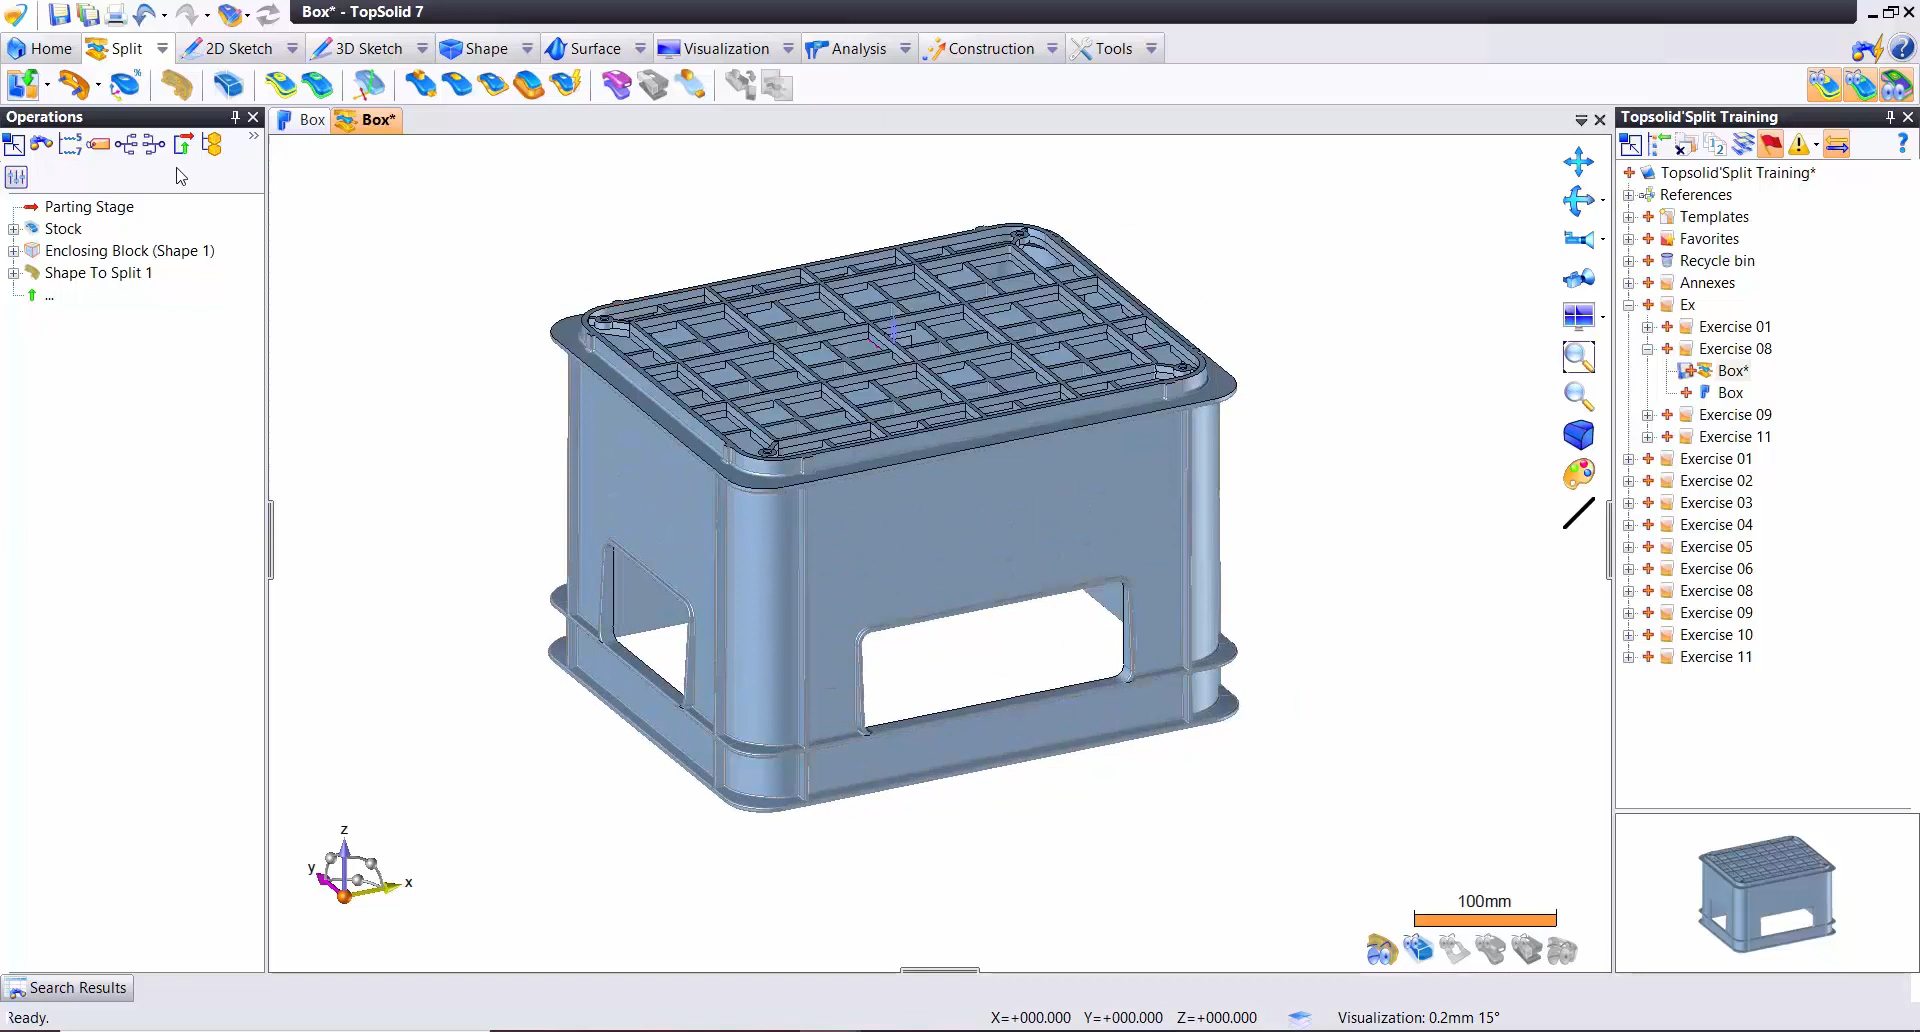 Box* - TopSolid 7
Home Split 2D Sketch 3D Sketch Shape Surface Visualization Analysis Construction Tools
Operations
Box Box*
Topsolid'Split Training
Parting Stage
Stock
Enclosing Block (Shape 1)
Shape To Split 1
...
z
y
x
100mm
Topsolid'Split Training*
References
Templates
Favorites
Recycle bin
Annexes
Ex
Exercise 01
Exercise 08
Box*
Box
Exercise 09
Exercise 11
Exercise 01
Exercise 02
Exercise 03
Exercise 04
Exercise 05
Exercise 06
Exercise 08
Exercise 09
Exercise 10
Exercise 11
Search Results
Ready.
X=+000.000 Y=+000.000 Z=+000.000 Visualization: 0.2mm 15°